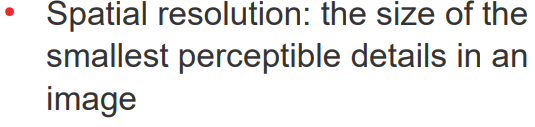 • Spatial resolution: the size of the
smallest perceptible details in an
image